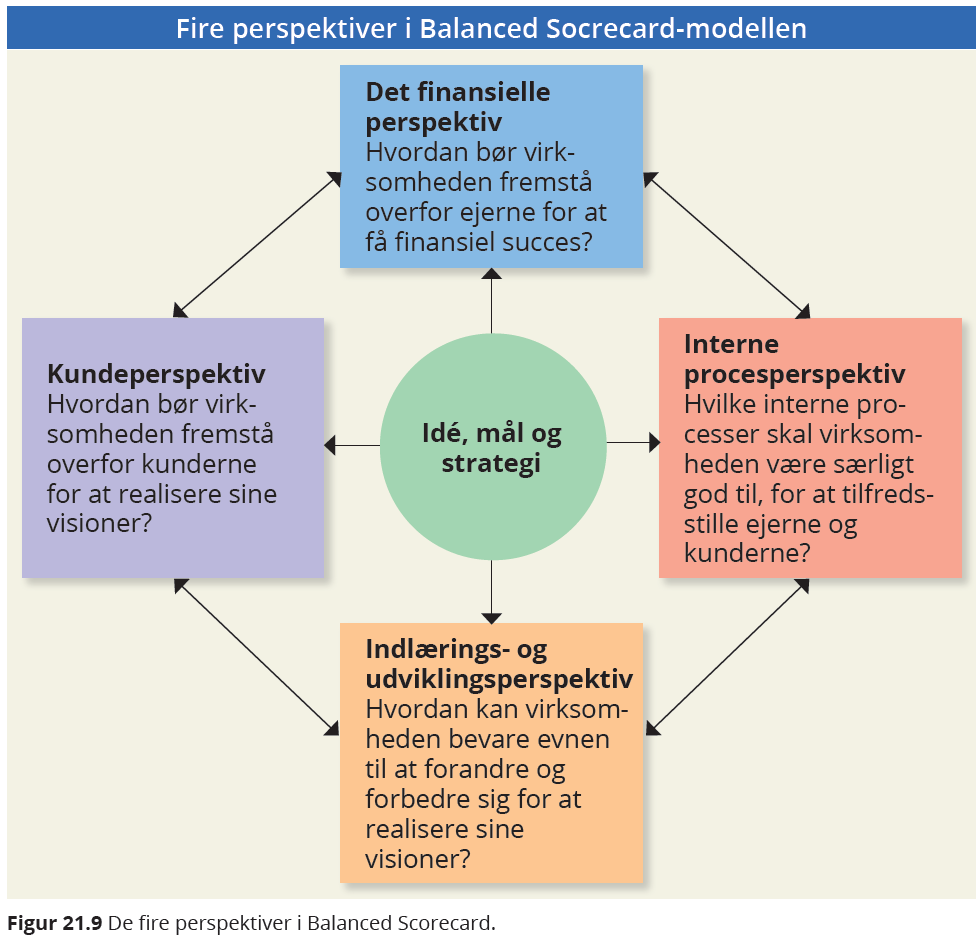 Fire perspektiver i Balanced Socrecard-modellen
Det finansielle
perspektiv
Hvordan bør virk-
somheden fremstå
overfor ejerne for at
få finansiel succes?
Kundeperspektiv
Hvordan bør virk-
somheden fremstå
overfor kunderne
for at realisere sine
visioner?
Idé, mål og
strategi
Interne
procesperspektiv
Hvilke interne pro-
cesser skal virksom-
heden være særligt
god til, for at tilfreds-
stille ejerne og
kunderne?
Indlærings- og
udviklingsperspektiv
Hvordan kan virksom-
heden bevare evnen
til at forandre og
forbedre sig for at
realisere sine
visioner?
Figur 21.9 De fire perspektiver i Balanced Scorecard.